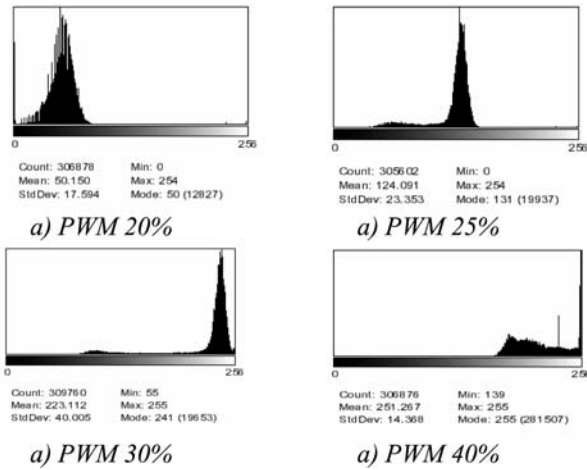 0 256
Count: 306878 Min: 0
Mean: 50.150 Max: 254
StdDev: 17.594 Mode: 50 (12827)
a) PWM 20%
0 256
Count: 305602 Min: 0
Mean: 124.091 Max: 254
StdDev: 23.353 Mode: 131 (19937)
a) PWM 25%
0 256
Count: 309760 Min: 55
Mean: 223.112 Max: 255
StdDev: 40.005 Mode: 241 (19653)
a) PWM 30%
0 256
Count: 306876 Min: 139
Mean: 251.267 Max: 255
StdDev: 14.368 Mode: 255 (281507)
a) PWM 40%